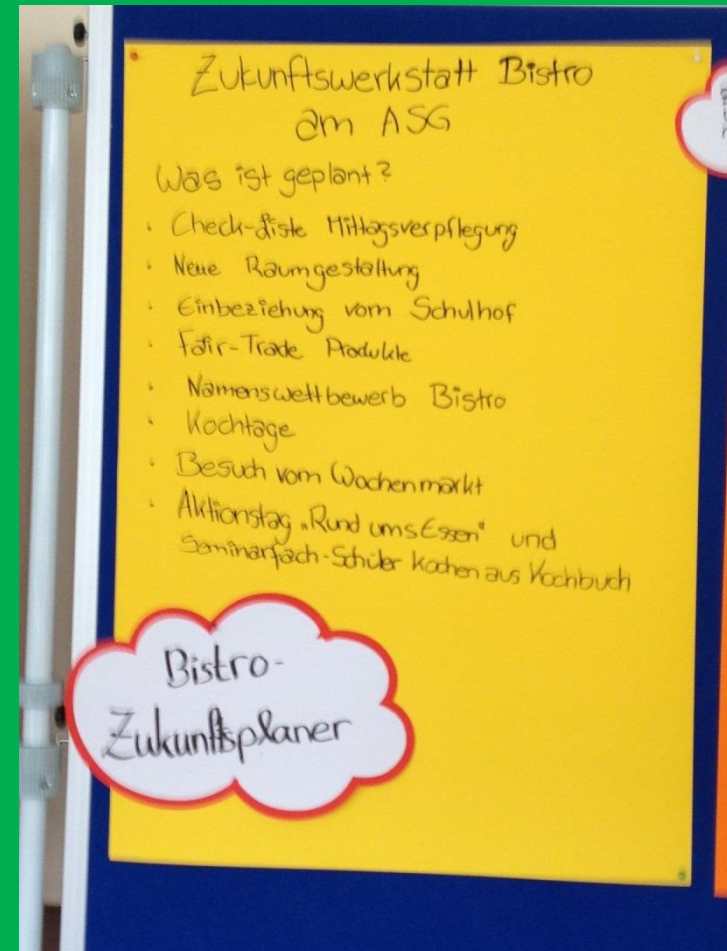 Zukunftswerkstatt Bistro
am ASG
Was ist geplant?
· Check-Liste Mittagsverpflegung
· Neue Raumgestaltung
· Einbeziehung vom Schulhof
· Fair-Trade Produkte
· Namenswettbewerb Bistro
· Kochtage
· Besuch vom Wochenmarkt
· Aktionstag „Rund ums Essen" und
Seminarfach-Schüler kochen aus Kochbuch
Bistro-
Zukunftsplaner